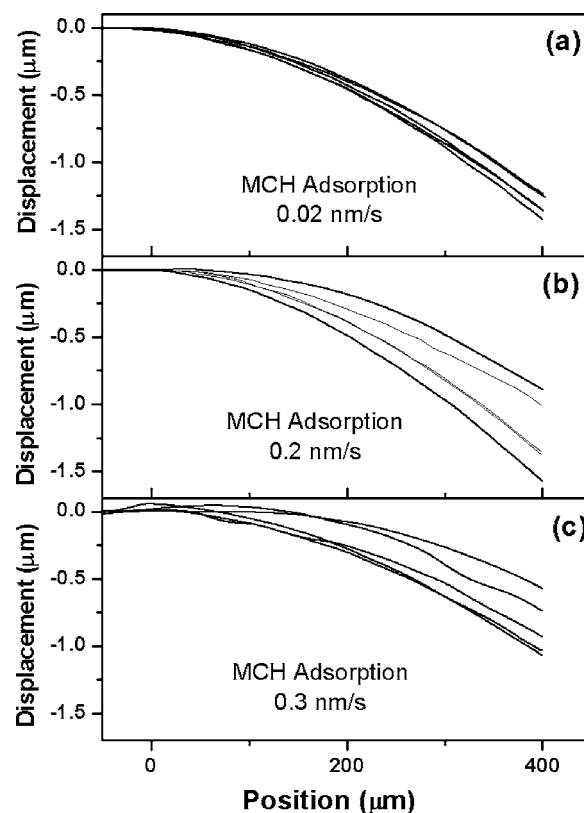 (a)
0.0
-0.5
-1.0
-1.5
Displacement (μm)
MCH Adsorption
0.02 nm/s
(b)
0.0
-0.5
-1.0
-1.5
Displacement (μm)
MCH Adsorption
0.2 nm/s
(c)
0.0
-0.5
-1.0
-1.5
Displacement (μm)
MCH Adsorption
0.3 nm/s
0 200 400
Position (μm)